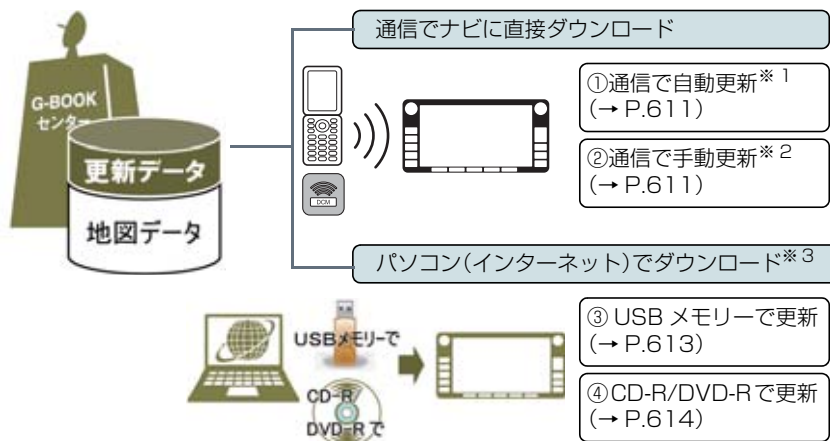 通信でナビに直接ダウンロード
G-BOOK
センター
更新データ
地図データ
DCM
①通信で自動更新※1
(→ P.611)
②通信で手動更新※2
(→ P.611)
パソコン(インターネット)でダウンロード※3
USBメモリーで
CD-R/
DVD-Rで
③ USB メモリーで更新
(→ P.613)
④CD-R/DVD-Rで更新
(→ P.614)